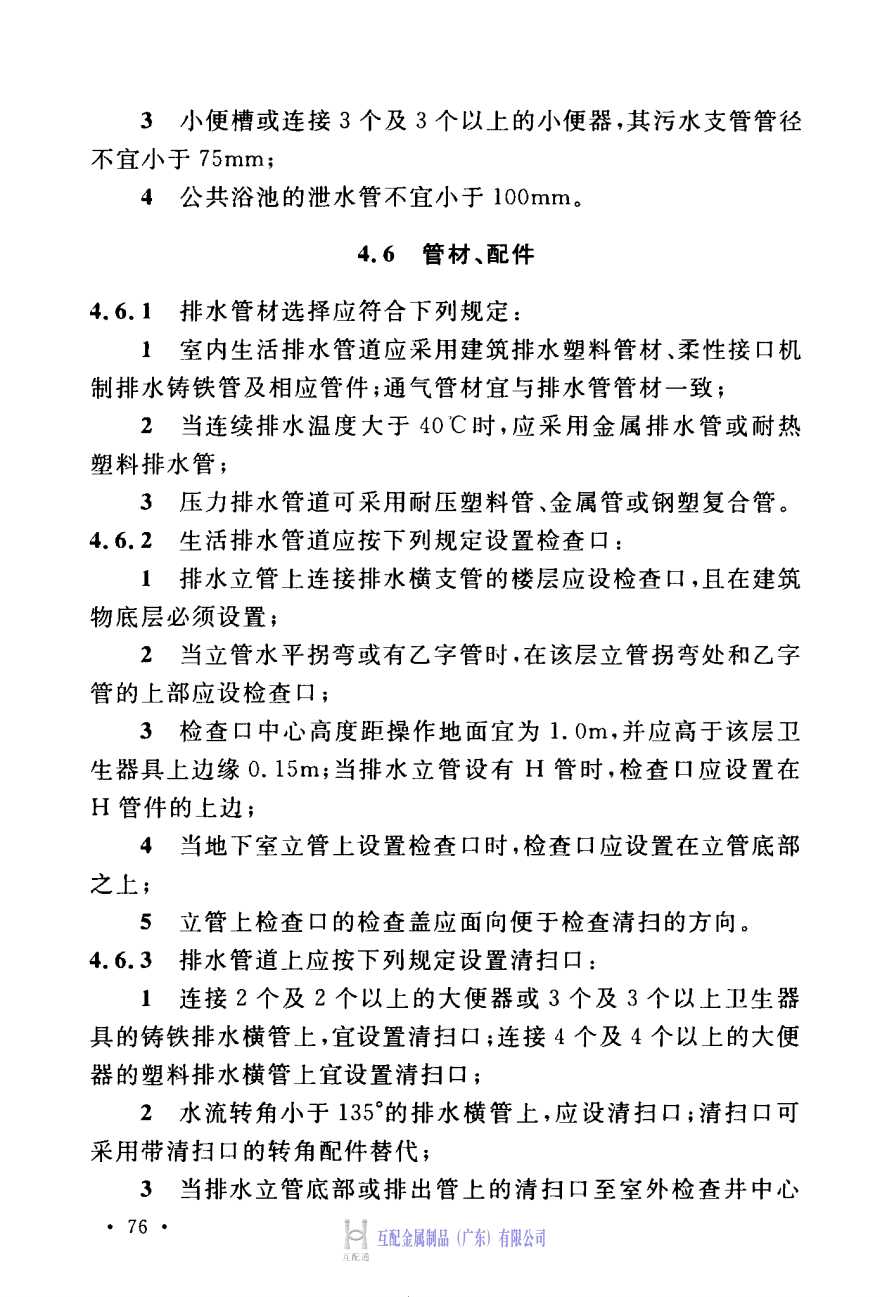 3 小便槽或连接 3 个及 3 个以上的小便器,其污水支管管径
不宜小于 75mm;
4 公共浴池的泄水管不宜小于 100mm。
4.6 管材、配件
4.6.1 排水管材选择应符合下列规定:
1 室内生活排水管道应采用建筑排水塑料管材、柔性接口机
制排水铸铁管及相应管件;通气管材宜与排水管管材一致;
2 当连续排水温度大于 40℃时,应采用金属排水管或耐热
塑料排水管;
3 压力排水管道可采用耐压塑料管、金属管或钢塑复合管。
4.6.2 生活排水管道应按下列规定设置检查口:
1 排水立管上连接排水横支管的楼层应设检查口,且在建筑
物底层必须设置;
2 当立管水平拐弯或有乙字管时,在该层立管拐弯处和乙字
管的上部应设检查口;
3 检查口中心高度距操作地面宜为 1.0m,并应高于该层卫
生器具上边缘 0.15m;当排水立管设有 H 管时,检查口应设置在
H 管件的上边;
4 当地下室立管上设置检查口时,检查口应设置在立管底部
之上;
5 立管上检查口的检查盖应面向便于检查清扫的方向。
4.6.3 排水管道上应按下列规定设置清扫口:
1 连接 2 个及 2 个以上的大便器或 3 个及 3 个以上卫生器
具的铸铁排水横管上,宜设置清扫口;连接 4 个及 4 个以上的大便
器的塑料排水横管上宜设置清扫口;
2 水流转角小于 135°的排水横管上,应设清扫口;清扫口可
采用带清扫口的转角配件替代;
3 当排水立管底部或排出管上的清扫口至室外检查井中心
• 76 •
互配金属制品(广东)有限公司
互配通